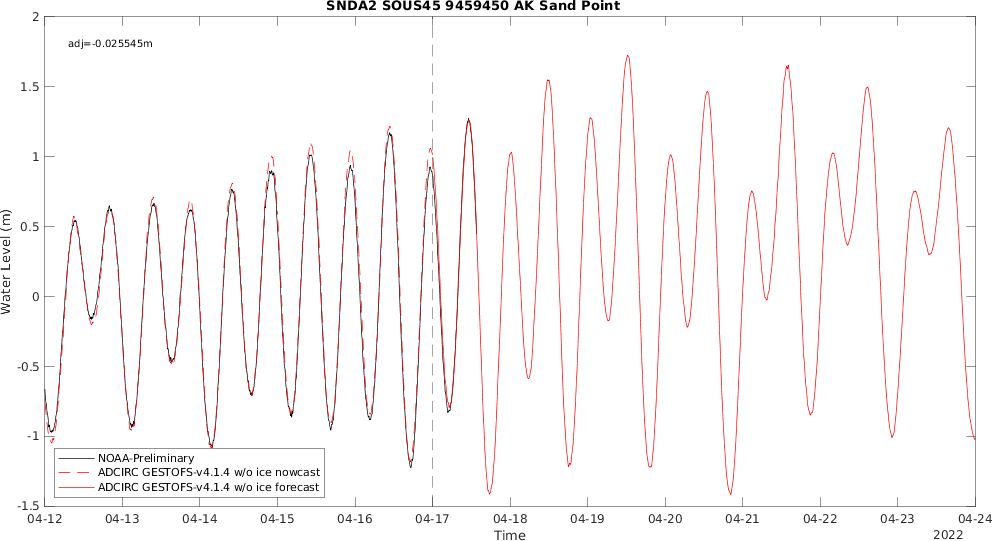 SNDA2 SOUS45 9459450 AK Sand Point
adj=-0.025545m
Water Level (m)
2
1.5
1
0.5
0
-0.5
-1
-1.5
NOAA-Preliminary
ADCIRC GESTOFS-v4.1.4 w/o ice nowcast
ADCIRC GESTOFS-v4.1.4 w/o ice forecast
04-12 04-13 04-14 04-15 04-16 04-17 04-18 04-19 04-20 04-21 04-22 04-23 04-24
Time
2022